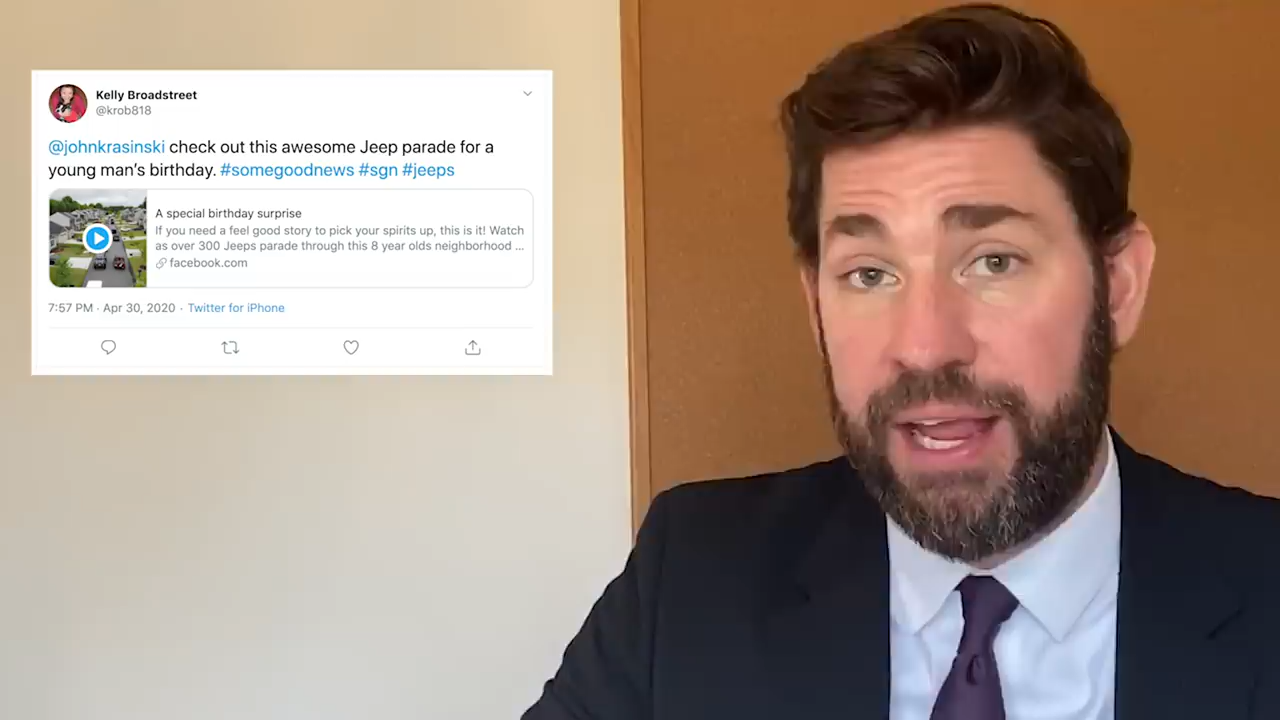 Kelly Broadstreet
@krob818
@johnkrasinski check out this awesome Jeep parade for a
young man's birthday. #somegoodnews #sgn #jeeps
A special birthday surprise
If you need a feel good story to pick your spirits up, this is it! Watch
as over 300 Jeeps parade through this 8 year olds neighborhood ...
facebook.com
7:57 PM · Apr 30, 2020 · Twitter for iPhone